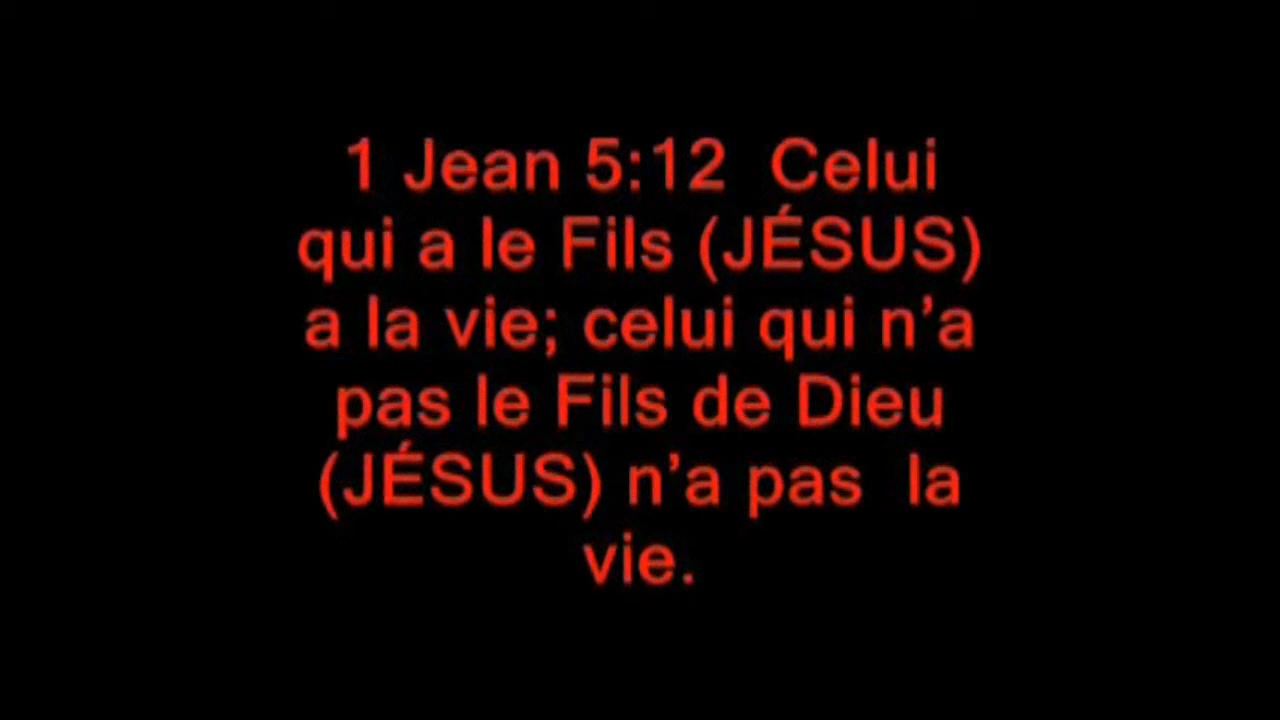 1 Jean 5:12  Celui
qui a le Fils (JÉSUS)
a la vie; celui qui n’a
pas le Fils de Dieu
(JÉSUS) n’a pas  la
vie.